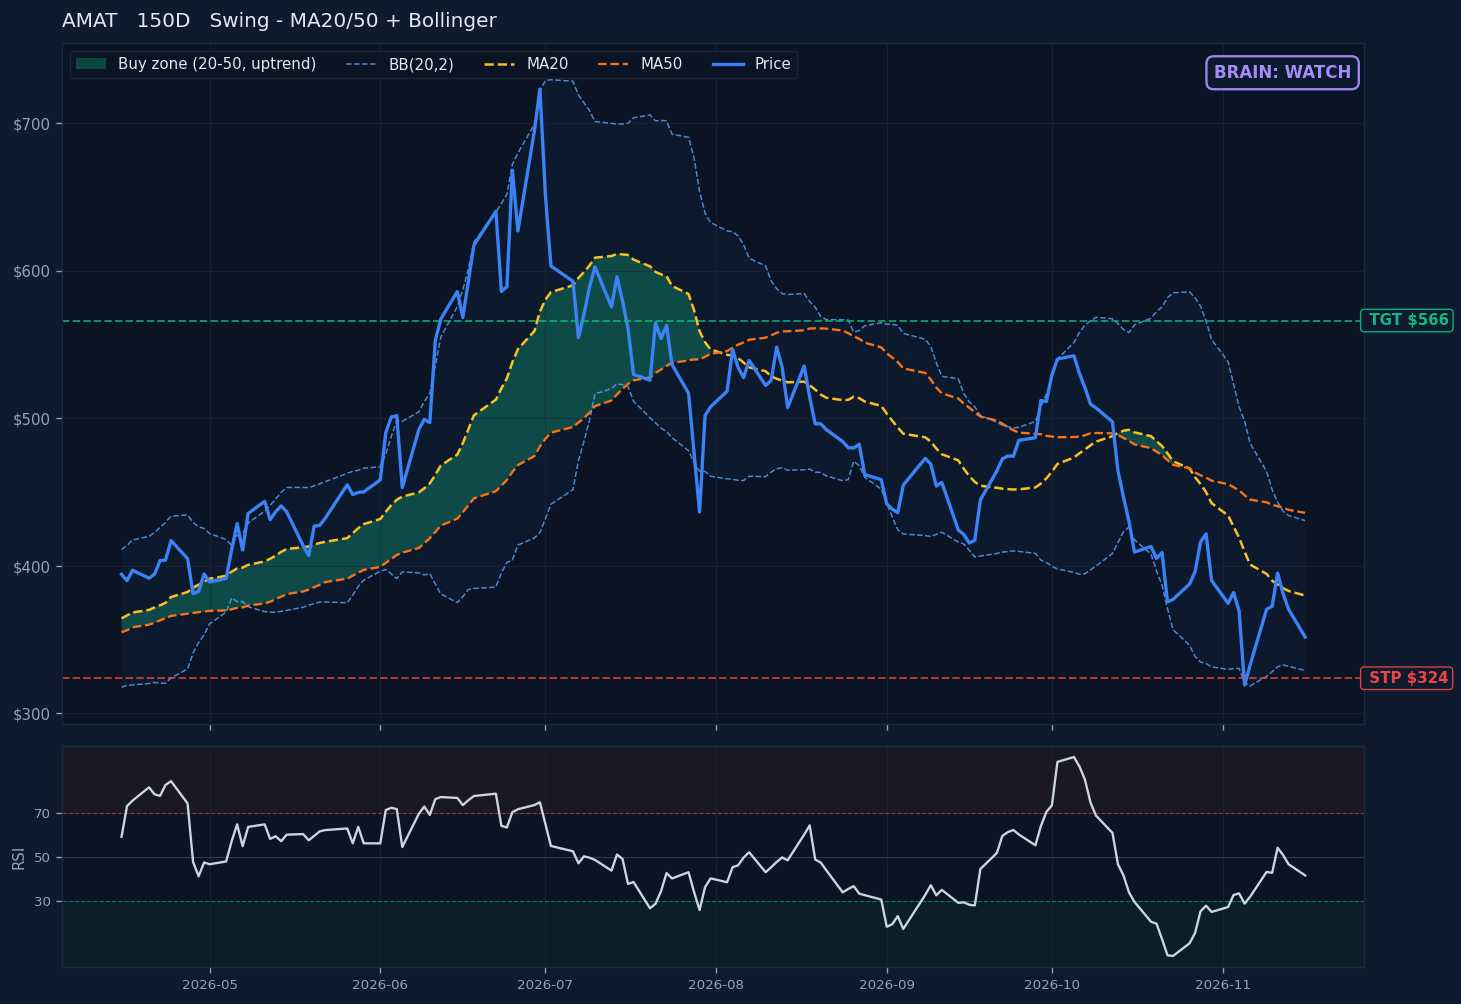 AMAT 150D Swing - MA20/50 + Bollinger
Buy zone (20-50, uptrend) BB(20,2) MA20 MA50 Price
BRAIN: WATCH
$700
$600
TGT $566
$500
$400
STP $324
$300
RSI
70
50
30
2026-05 2026-06 2026-07 2026-08 2026-09 2026-10 2026-11